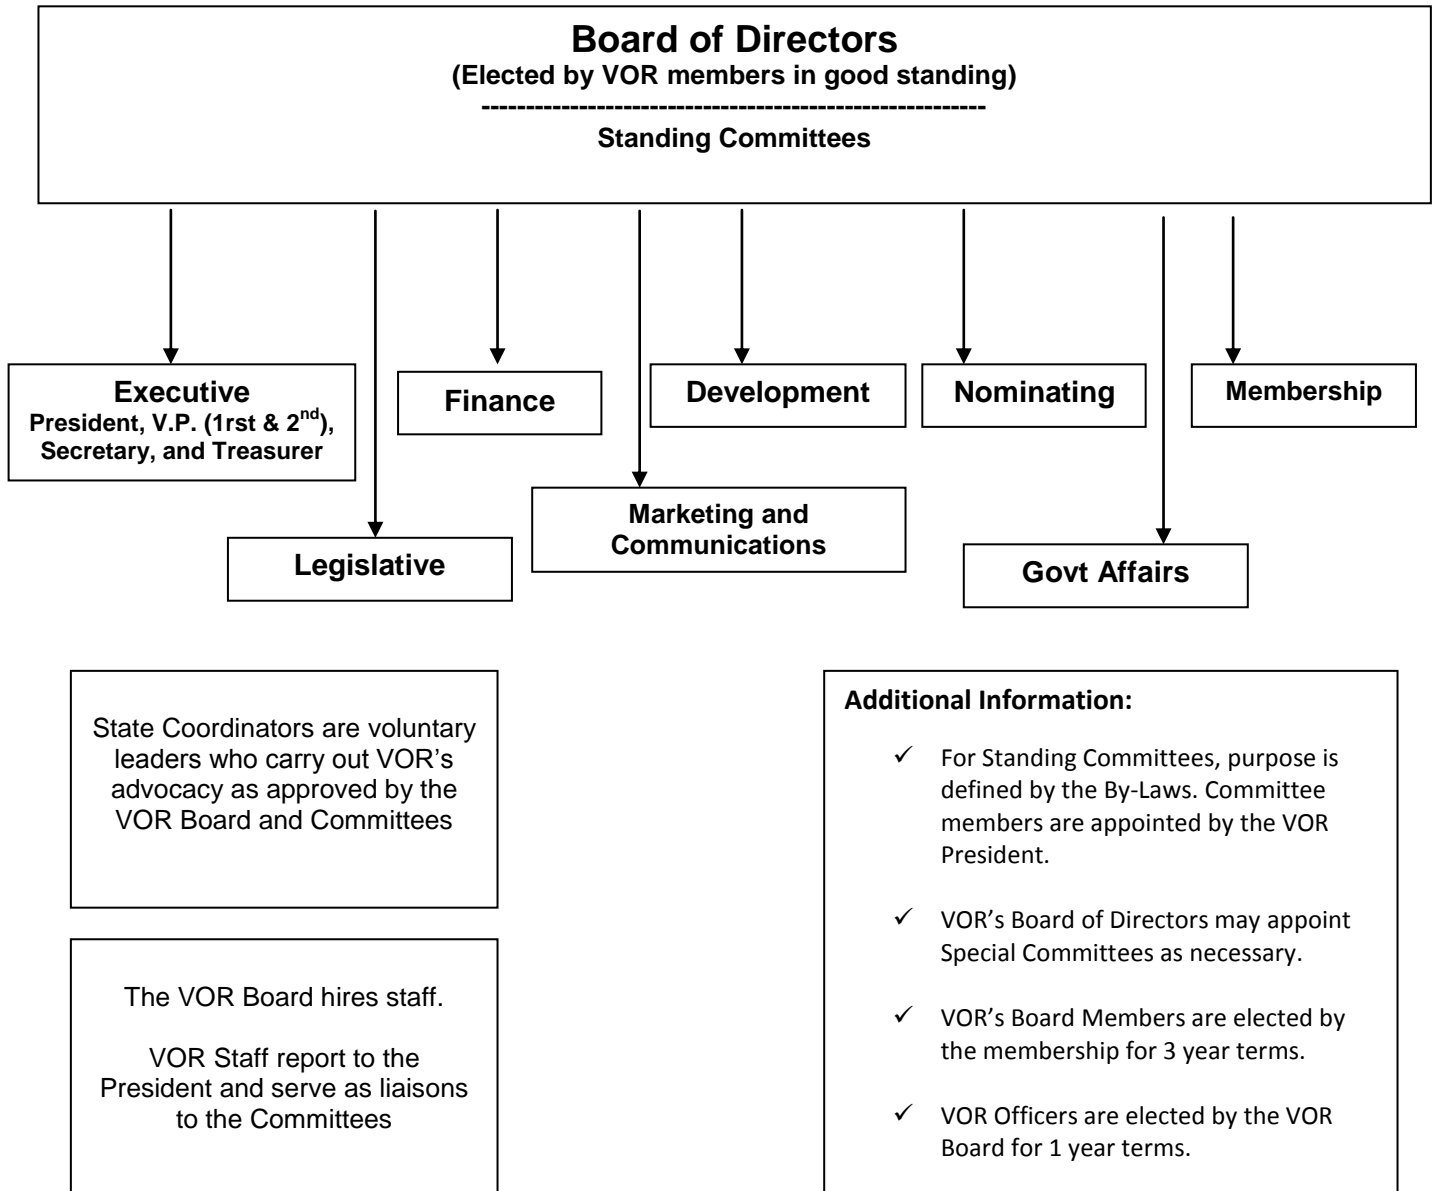 Board of Directors
(Elected by VOR members in good standing)
--------------------------------------------------------
Standing Committees
Executive
President, V.P. (1rst & 2nd),
Secretary, and Treasurer
Finance
Development
Nominating
Membership
Marketing and
Communications
Legislative
Govt Affairs
State Coordinators are voluntary
leaders who carry out VOR’s
advocacy as approved by the
VOR Board and Committees
The VOR Board hires staff.
VOR Staff report to the
President and serve as liaisons
to the Committees
Additional Information:
✓ For Standing Committees, purpose is
defined by the By-Laws. Committee
members are appointed by the VOR
President.
✓ VOR’s Board of Directors may appoint
Special Committees as necessary.
✓ VOR’s Board Members are elected by
the membership for 3 year terms.
✓ VOR Officers are elected by the VOR
Board for 1 year terms.